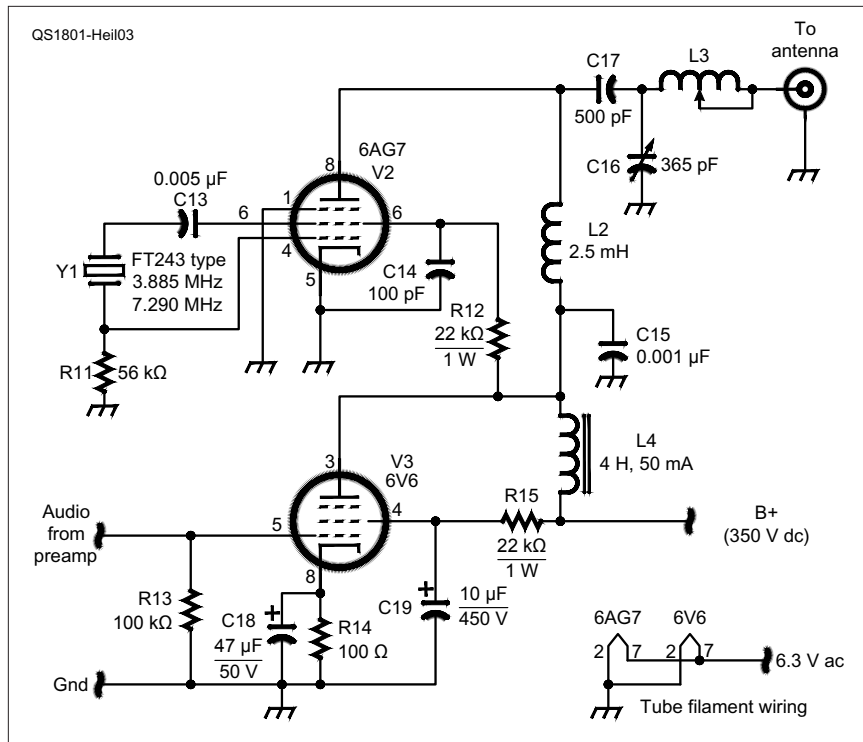 QS1801-Heil03
To
antenna
C17
500 pF
L3
C16
365 pF
6AG7
V2
8
1
6
4
5
6
0.005 µF
C13
Y1
FT243 type
3.885 MHz
7.290 MHz
R11
56 kΩ
C14
100 pF
R12
22 kΩ
1 W
L2
2.5 mH
C15
0.001 µF
L4
4 H, 50 mA
V3
6V6
3
5
4
8
Audio
from
preamp
R15
22 kΩ
1 W
B+
(350 V dc)
R13
100 kΩ
C18
+
47 µF
50 V
R14
100 Ω
C19
+
10 µF
450 V
Gnd
6AG7
6V6
2
7
2
7
6.3 V ac
Tube filament wiring